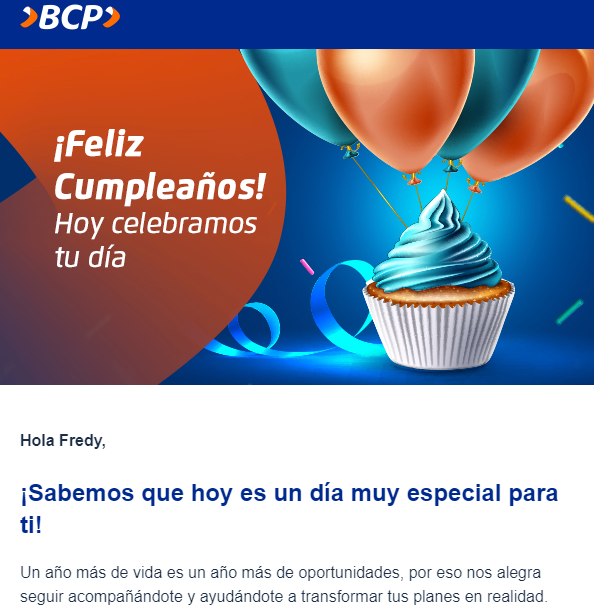 BCP
¡Feliz
Cumpleaños!
Hoy celebramos
tu día
Hola Fredy,
¡Sabemos que hoy es un día muy especial para
ti!
Un año más de vida es un año más de oportunidades, por eso nos alegra
seguir acompañándote y ayudándote a transformar tus planes en realidad.